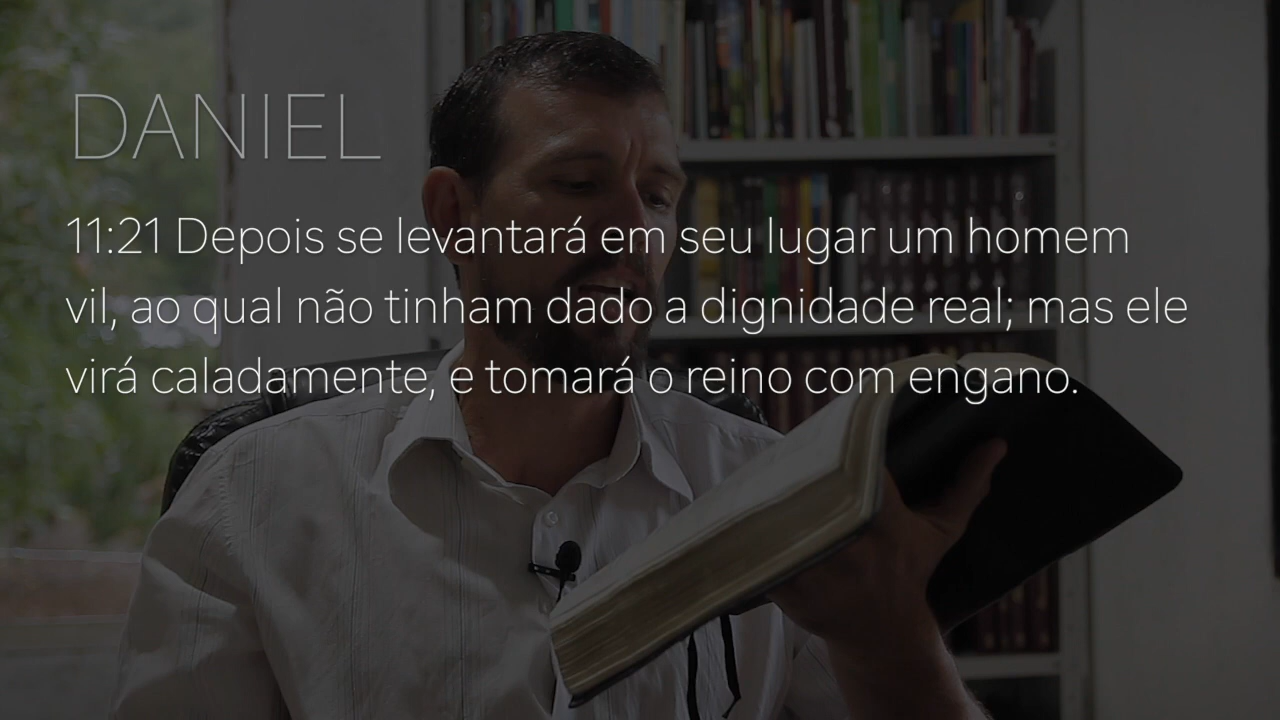 DANIEL
11:21 Depois se levantará em seu lugar um homem
vil, ao qual não tinham dado a dignidade real; mas ele
virá caladamente, e tomará o reino com engano.